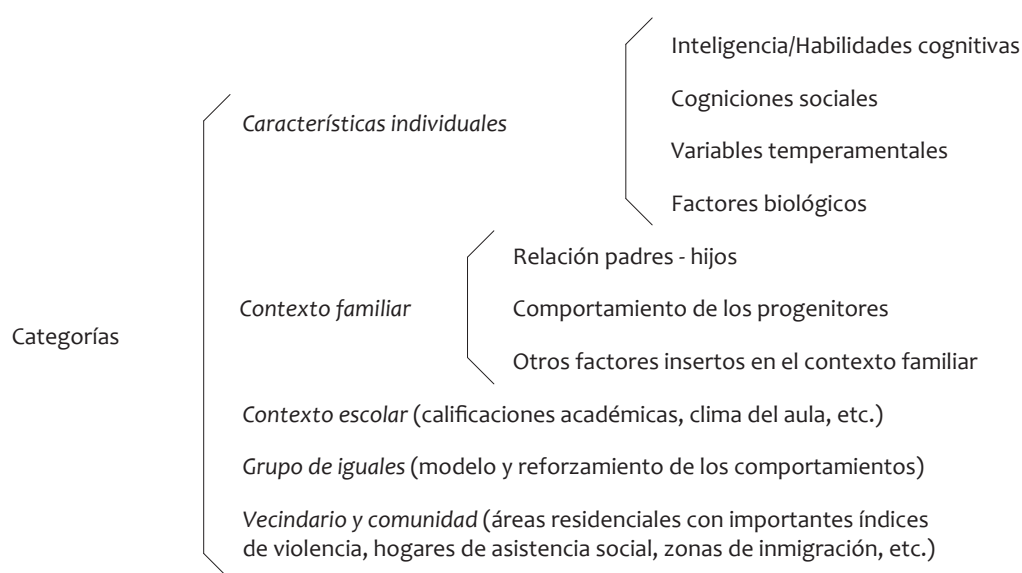 Categorías
Características individuales
Inteligencia/Habilidades cognitivas
Cogniciones sociales
Variables temperamentales
Factores biológicos
Contexto familiar
Relación padres - hijos
Comportamiento de los progenitores
Otros factores insertos en el contexto familiar
Contexto escolar (calificaciones académicas, clima del aula, etc.)
Grupo de iguales (modelo y reforzamiento de los comportamientos)
Vecindario y comunidad (áreas residenciales con importantes índices
de violencia, hogares de asistencia social, zonas de inmigración, etc.)